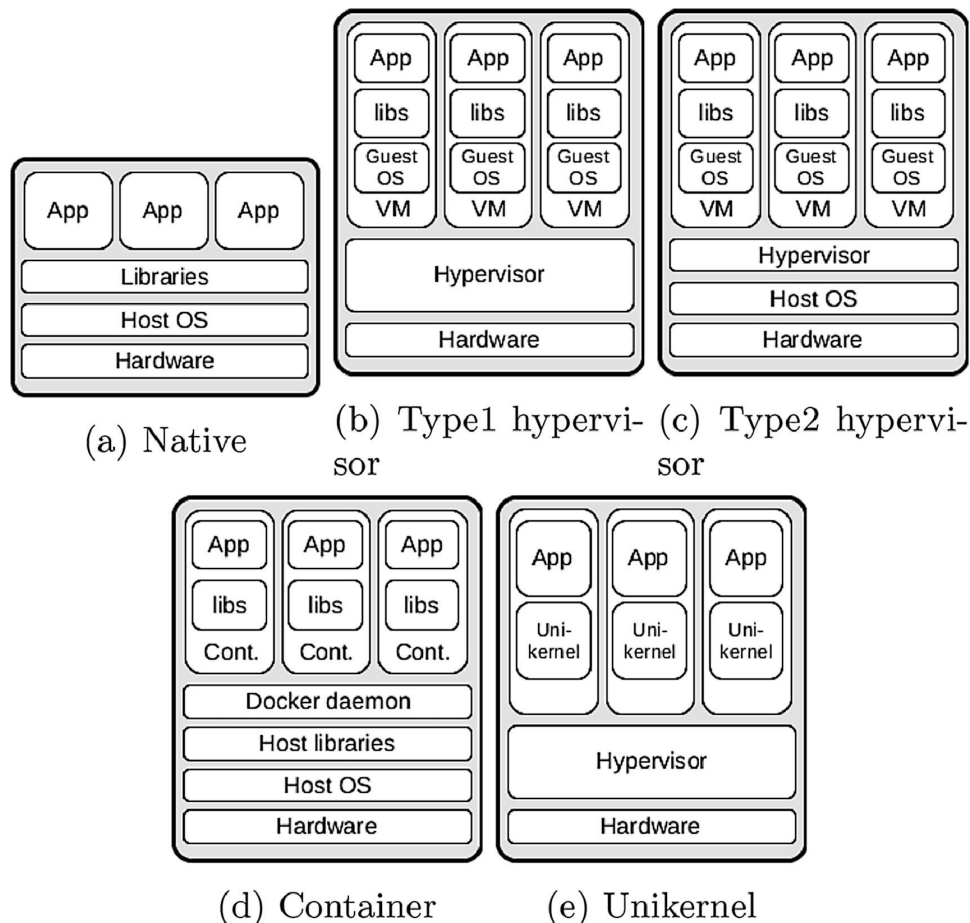 App App App
Libraries
Host OS
Hardware
(a) Native
App App App
libs libs libs
Guest Guest Guest
OS OS OS
VM VM VM
Hypervisor
Hardware
(b) Type1 hypervi-
sor
App App App
libs libs libs
Guest Guest Guest
OS OS OS
VM VM VM
Hypervisor
Host OS
Hardware
(c) Type2 hypervi-
sor
App App App
libs libs libs
Cont. Cont. Cont.
Docker daemon
Host libraries
Host OS
Hardware
(d) Container
App App App
Uni- Uni- Uni-
kernel kernel kernel
Hypervisor
Hardware
(e) Unikernel